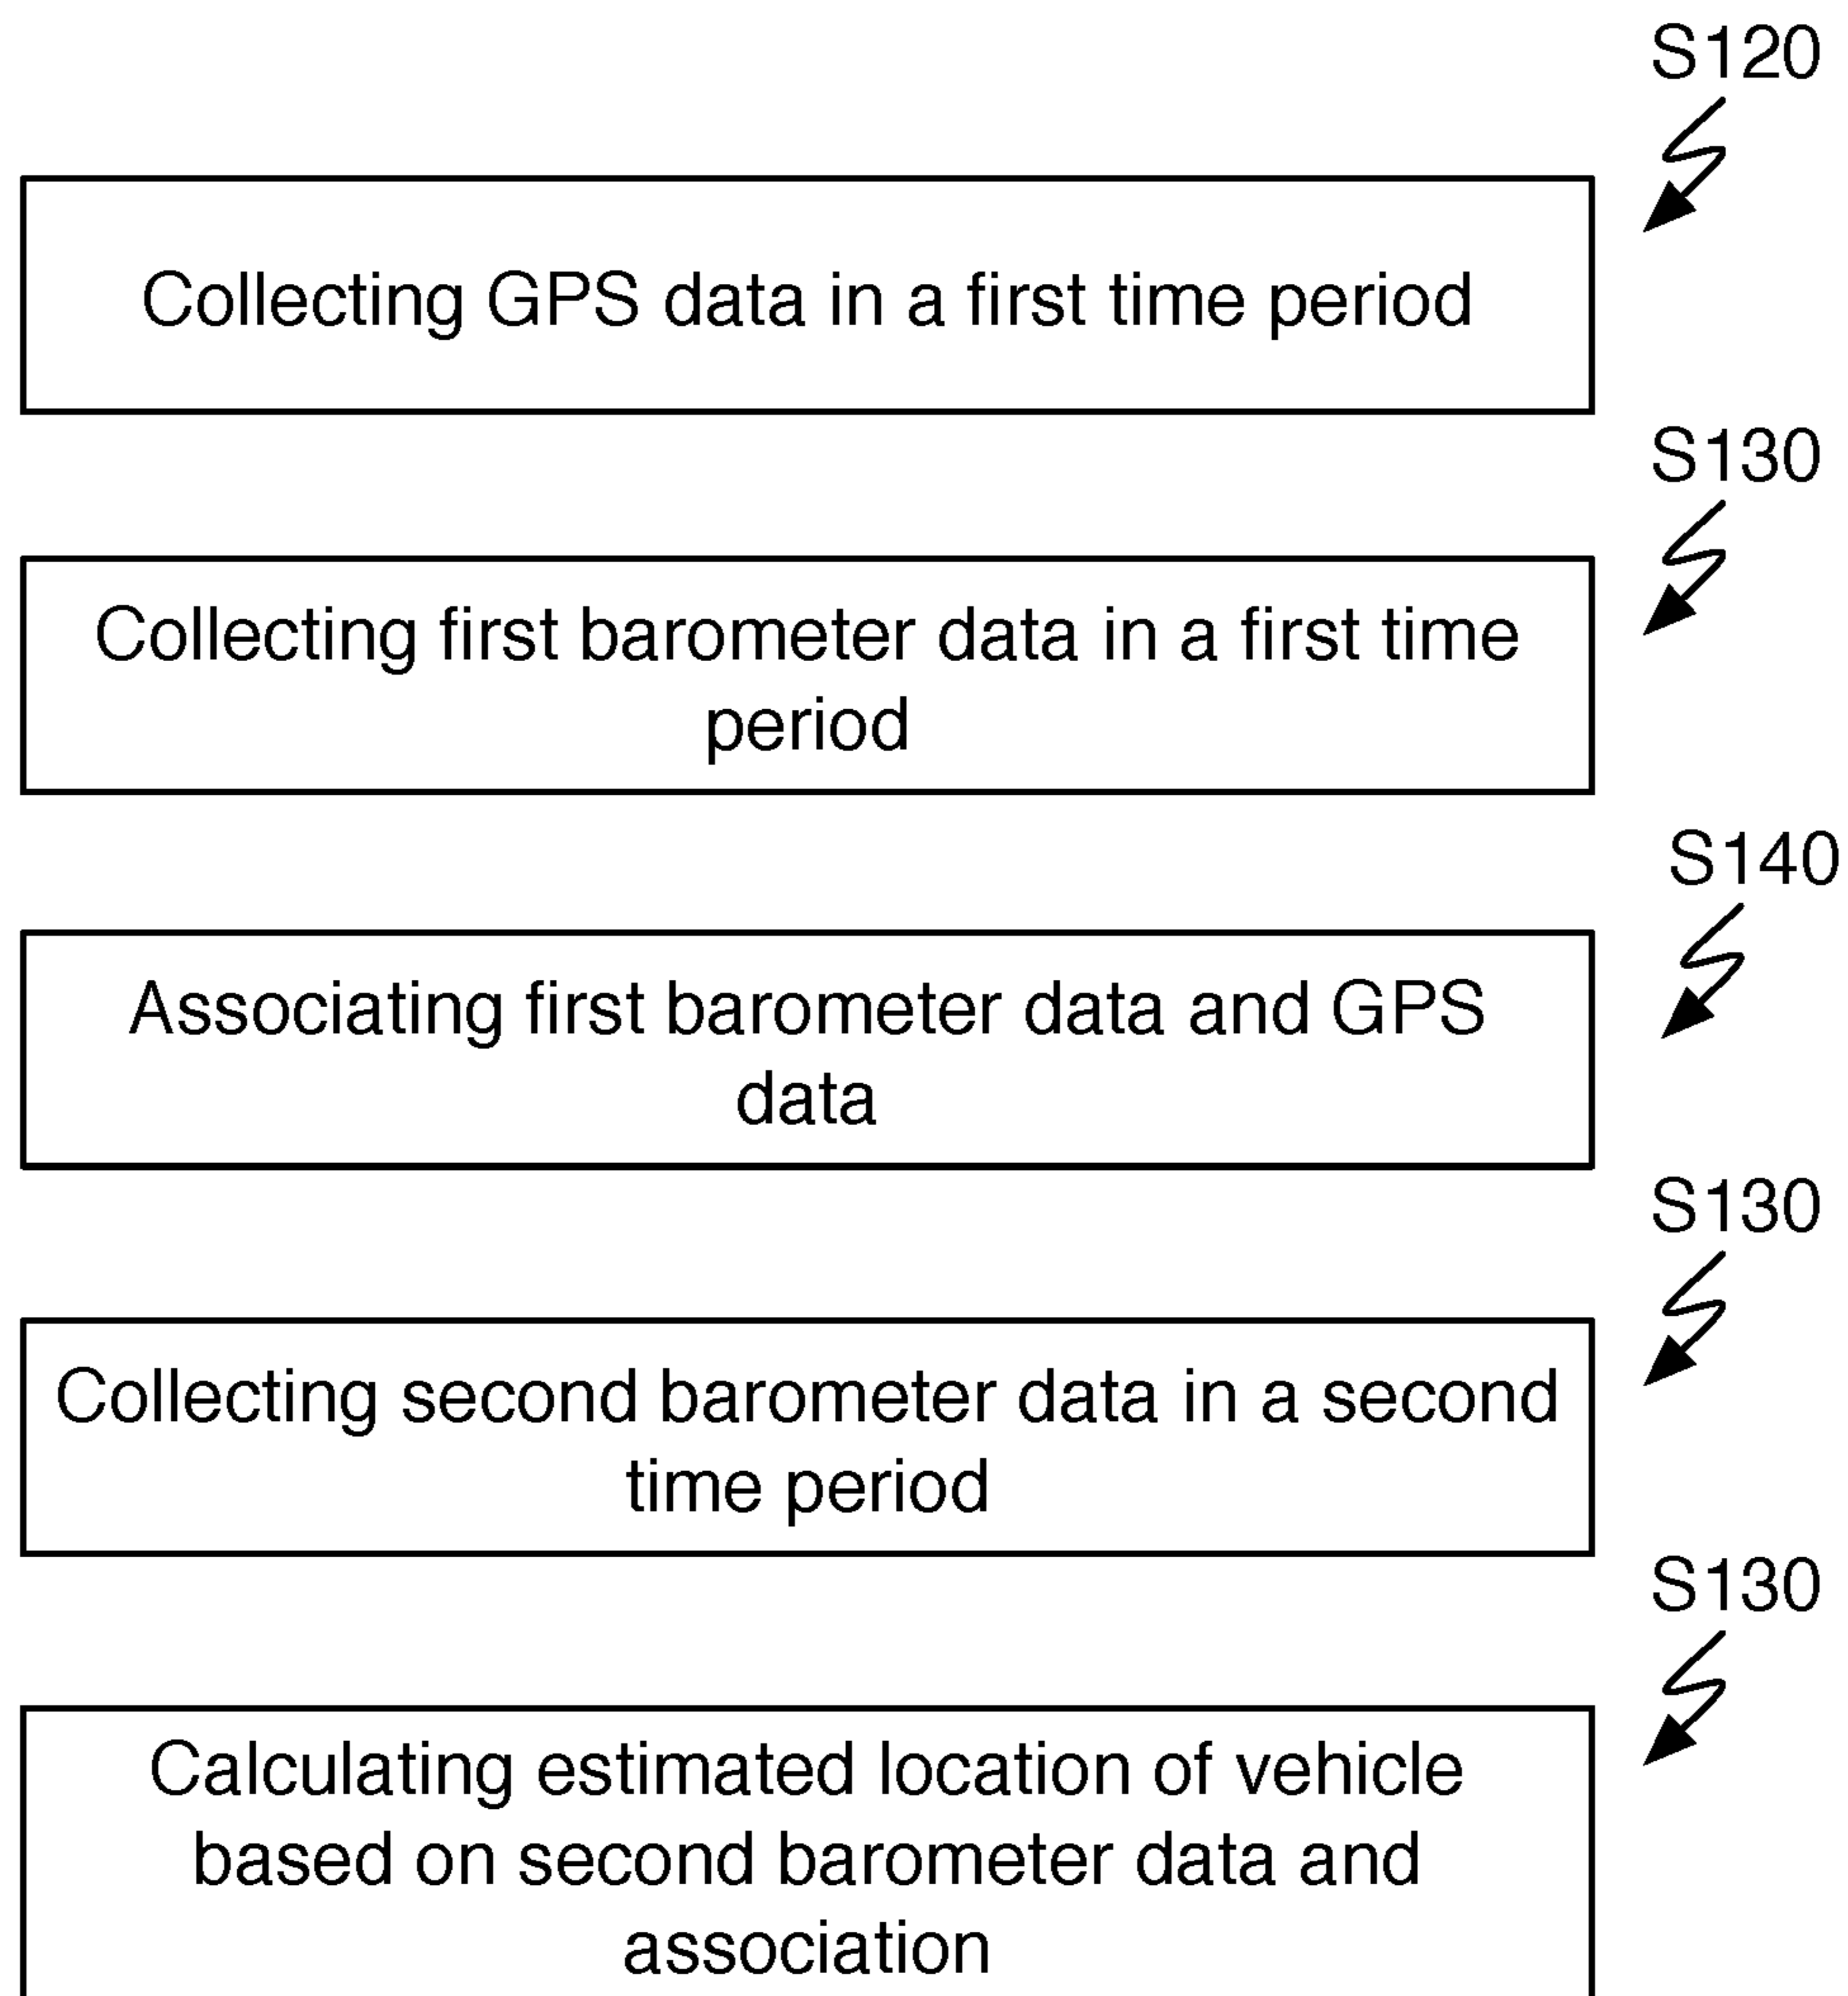 S120
Collecting GPS data in a first time period
S130
Collecting first barometer data in a first time
period
S140
Associating first barometer data and GPS
data
S130
Collecting second barometer data in a second
time period
S130
Calculating estimated location of vehicle
based on second barometer data and
association